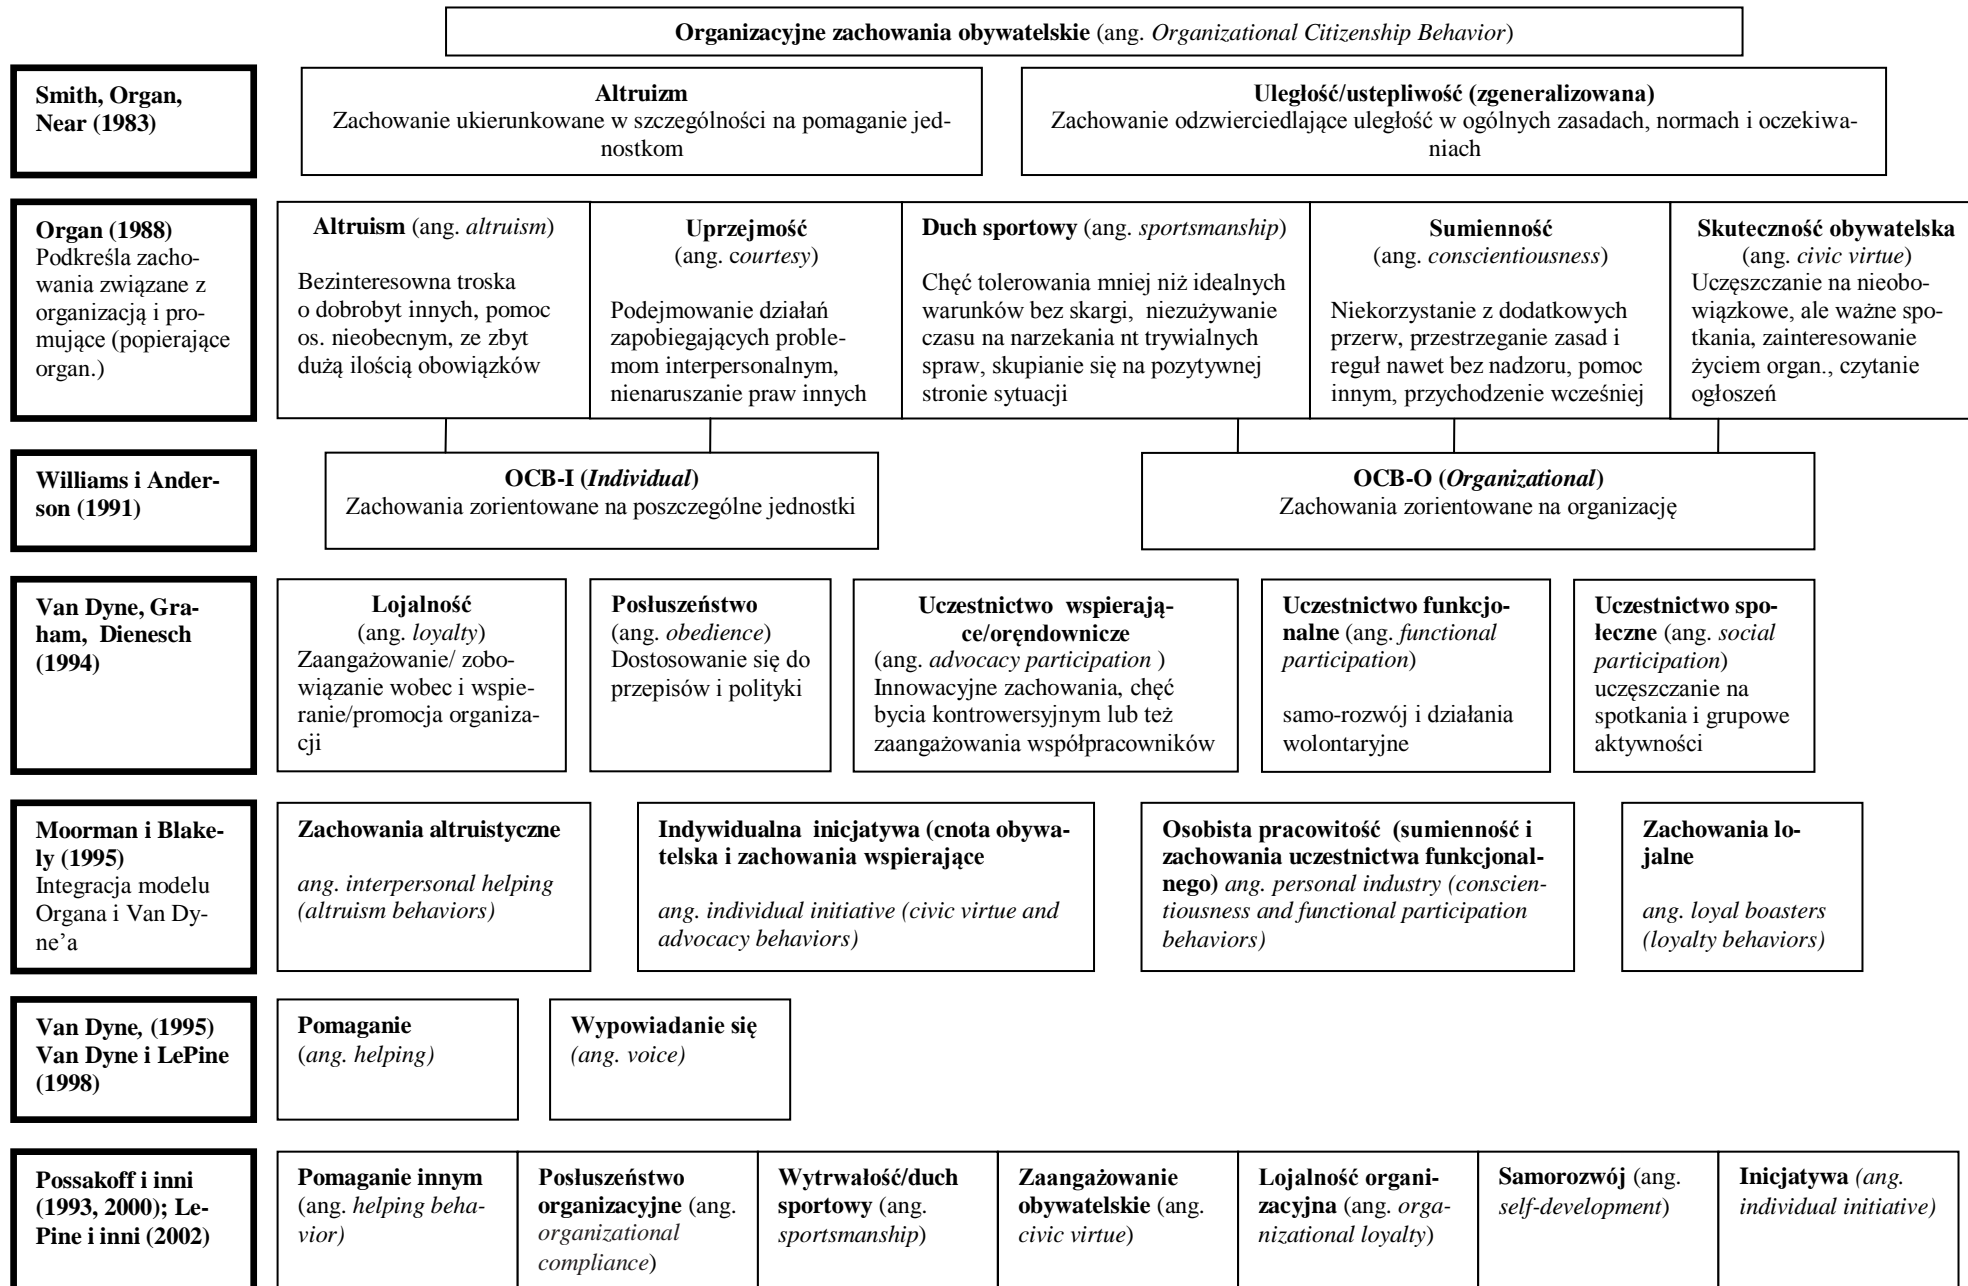 Organizacyjne zachowania obywatelskie (ang. Organizational Citizenship Behavior)
Smith, Organ,
Near (1983)
Altruizm
Zachowanie ukierunkowane w szczególności na pomaganie jed-
nostkom
Uległość/ustepliwość (zgeneralizowana)
Zachowanie odzwierciedlające uległość w ogólnych zasadach, normach i oczekiwa-
niach
Organ (1988)
Podkreśla zacho-
wania związane z
organizacją i pro-
mujące (popierające
organ.)
Altruism (ang. altruism)
Bezinteresowna troska
o dobrobyt innych, pomoc
os. nieobecnym, ze zbyt
dużą ilością obowiązków
Uprzejmość
(ang. courtesy)
Podejmowanie działań
zapobiegających proble-
mom interpersonalnym,
nienaruszanie praw innych
Duch sportowy (ang. sportsmanship)
Chęć tolerowania mniej niż idealnych
warunków bez skargi, niezużywanie
czasu na narzekania nt trywialnych
spraw, skupianie się na pozytywnej
stronie sytuacji
Sumienność
(ang. conscientiousness)
Niekorzystanie z dodatkowych
przerw, przestrzeganie zasad i
reguł nawet bez nadzoru, pomoc
innym, przychodzenie wcześniej
Skuteczność obywatelska
(ang. civic virtue)
Uczęszczanie na nieobo-
wiązkowe, ale ważne spo-
tkania, zainteresowanie
życiem organ., czytanie
ogłoszeń
Williams i Ander-
son (1991)
OCB-I (Individual)
Zachowania zorientowane na poszczególne jednostki
OCB-O (Organizational)
Zachowania zorientowane na organizację
Van Dyne, Gra-
ham, Dienesch
(1994)
Lojalność
(ang. loyalty)
Zaangażowanie/ zobo-
wiązanie wobec i wspie-
ranie/promocja organiza-
cji
Posłuszeństwo
(ang. obedience)
Dostosowanie się do
przepisów i polityki
Uczestnictwo wspierają-
ce/oręndownicze
(ang. advocacy participation )
Innowacyjne zachowania, chęć
bycia kontrowersyjnym lub też
zaangażowania współpracowników
Uczestnictwo funkcjo-
nalne (ang. functional
participation)
samo-rozwój i działania
wolontaryjne
Uczestnictwo spo-
łeczne (ang. social
participation)
uczęszczanie na
spotkania i grupowe
aktywności
Moorman i Blake-
ly (1995)
Integracja modelu
Organa i Van Dy-
ne’a
Zachowania altruistyczne
ang. interpersonal helping
(altruism behaviors)
Indywidualna inicjatywa (cnota obywa-
telska i zachowania wspierające
ang. individual initiative (civic virtue and
advocacy behaviors)
Osobista pracowitość (sumienność i
zachowania uczestnictwa funkcjonal-
nego) ang. personal industry (conscien-
tiousness and functional participation
behaviors)
Zachowania lo-
jalne
ang. loyal boasters
(loyalty behaviors)
Van Dyne, (1995)
Van Dyne i LePine
(1998)
Pomaganie
(ang. helping)
Wypowiadanie się
(ang. voice)
Possakoff i inni
(1993, 2000); Le-
Pine i inni (2002)
Pomaganie innym
(ang. helping beha-
vior)
Posłuszeństwo
organizacyjne (ang.
organizational
compliance)
Wytrwałość/duch
sportowy (ang.
sportsmanship)
Zaangażowanie
obywatelskie (ang.
civic virtue)
Lojalność organi-
zacyjna (ang. orga-
nizational loyalty)
Samorozwój (ang.
self-development)
Inicjatywa (ang.
individual initiative)